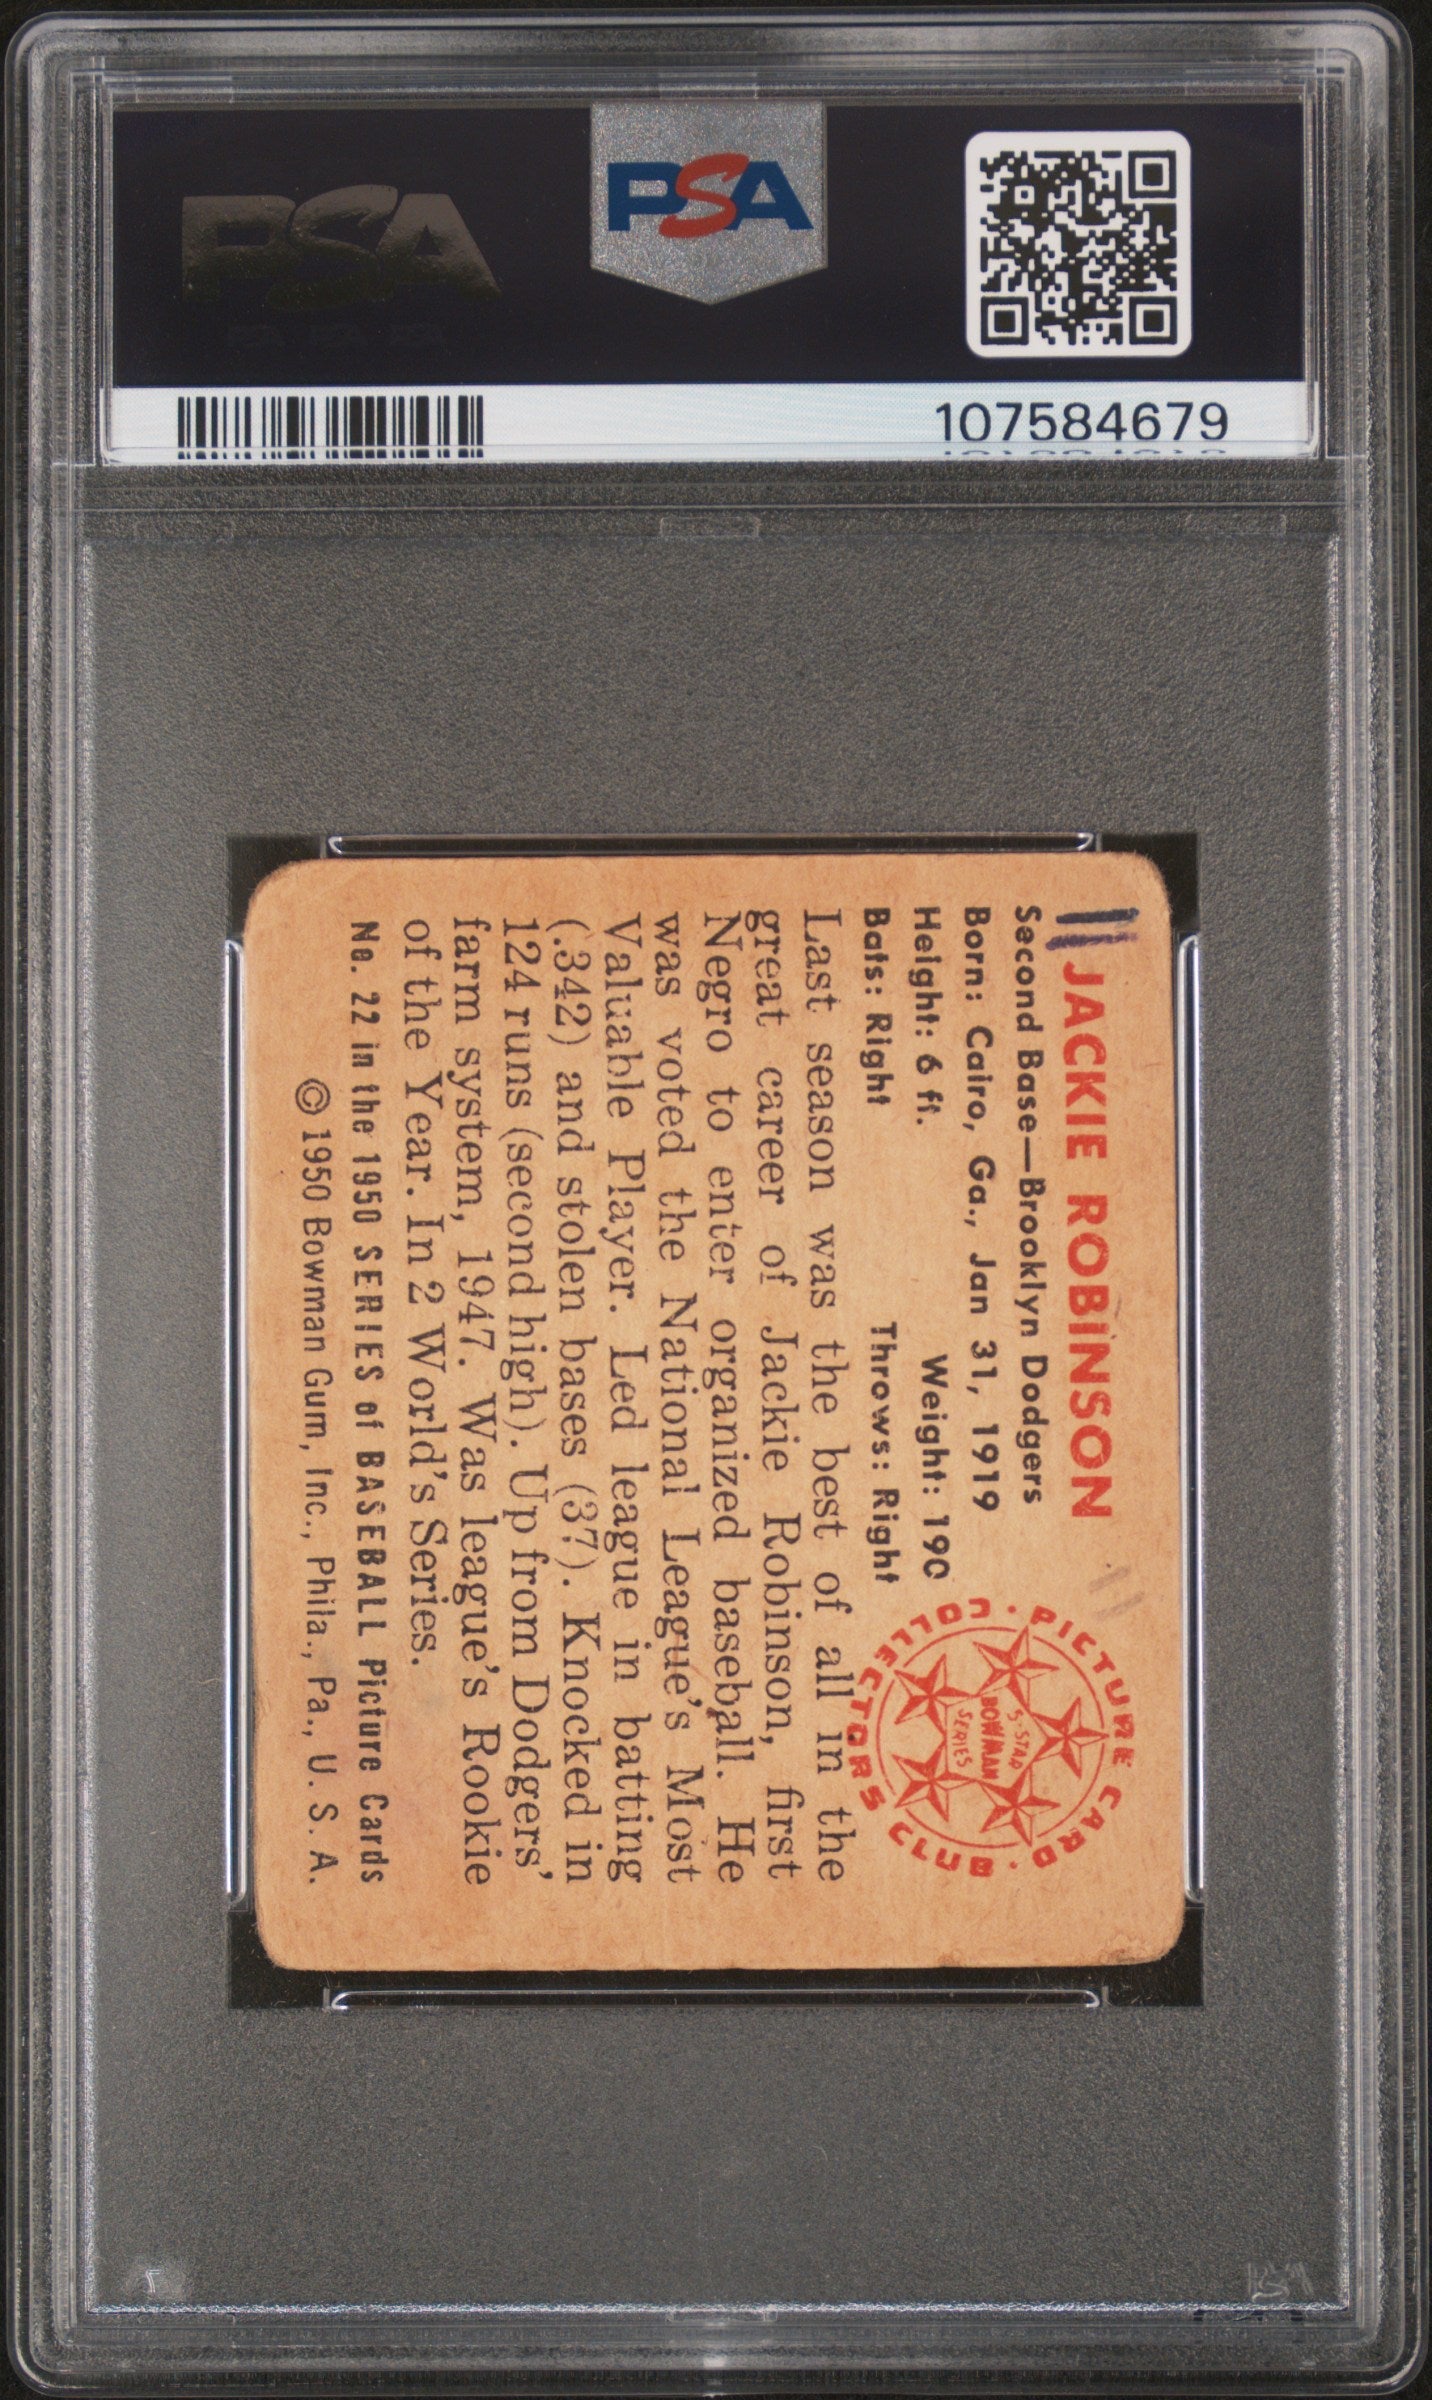 PSA
PSA
107584679
JACKIE ROBINSON
Second Base—Brooklyn Dodgers
Born: Cairo, Ga., Jan 31, 1919
Height: 6 ft. Weight: 190
Bats: Right Throws: Right
PICTURE CARD · COLLECTORS CLUB ·
5-STAR
BOWMAN
SERIES
Last season was the best of all in the
great career of Jackie Robinson, first
Negro to enter organized baseball. He
was voted the National League's Most
Valuable Player. Led league in batting
(.342) and stolen bases (37). Knocked in
124 runs (second high). Up from Dodgers'
farm system, 1947. Was league's Rookie
of the Year. In 2 World's Series.
No. 22 in the 1950 SERIES of BASEBALL Picture Cards
© 1950 Bowman Gum, Inc., Phila., Pa., U. S. A.
PSA